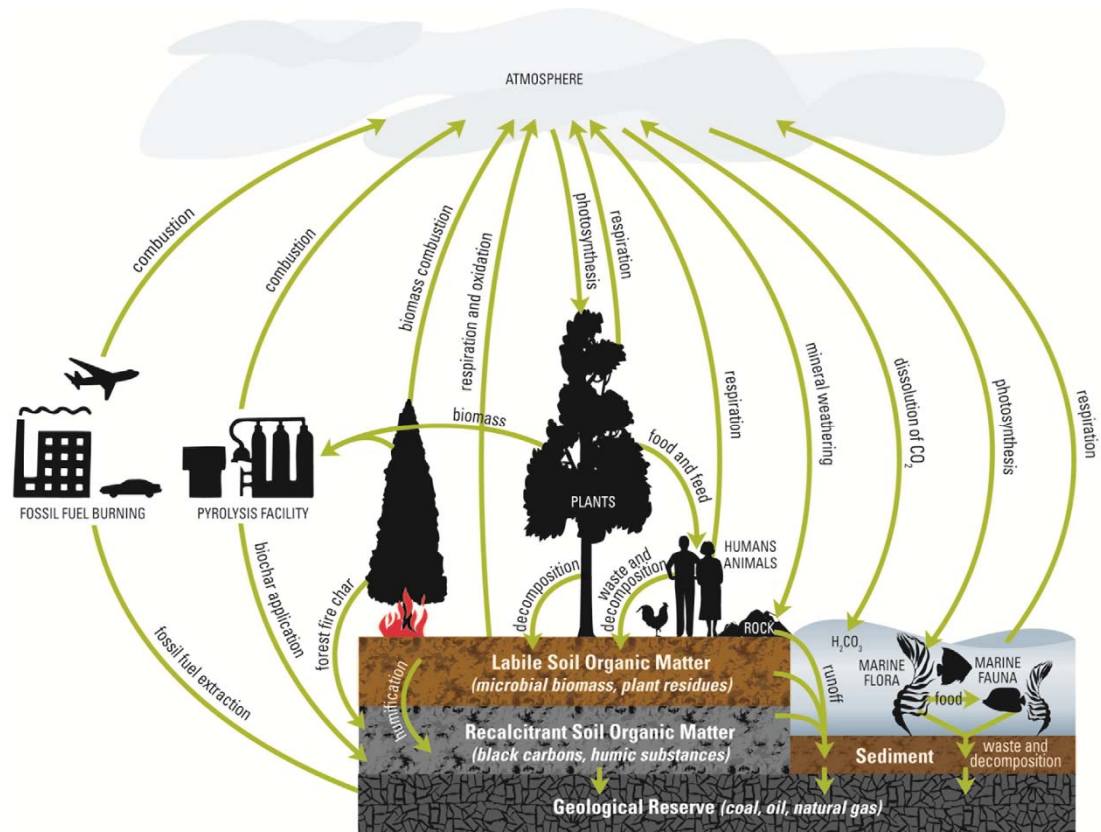 ATMOSPHERE
combustion
combustion
biomass combustion
respiration and oxidation
photosynthesis
respiration
respiration
mineral weathering
dissolution of CO₂
photosynthesis
respiration
biomass
food and feed
FOSSIL FUEL BURNING
PYROLYSIS FACILITY
PLANTS
HUMANS
ANIMALS
fossil fuel extraction
biochar application
forest fire char
decomposition
waste and
decomposition
ROCK
runoff
H₂CO₃
MARINE
FLORA
food
MARINE
FAUNA
humification
Labile Soil Organic Matter
(microbial biomass, plant residues)
Recalcitrant Soil Organic Matter
(black carbons, humic substances)
Sediment
waste and
decomposition
Geological Reserve (coal, oil, natural gas)